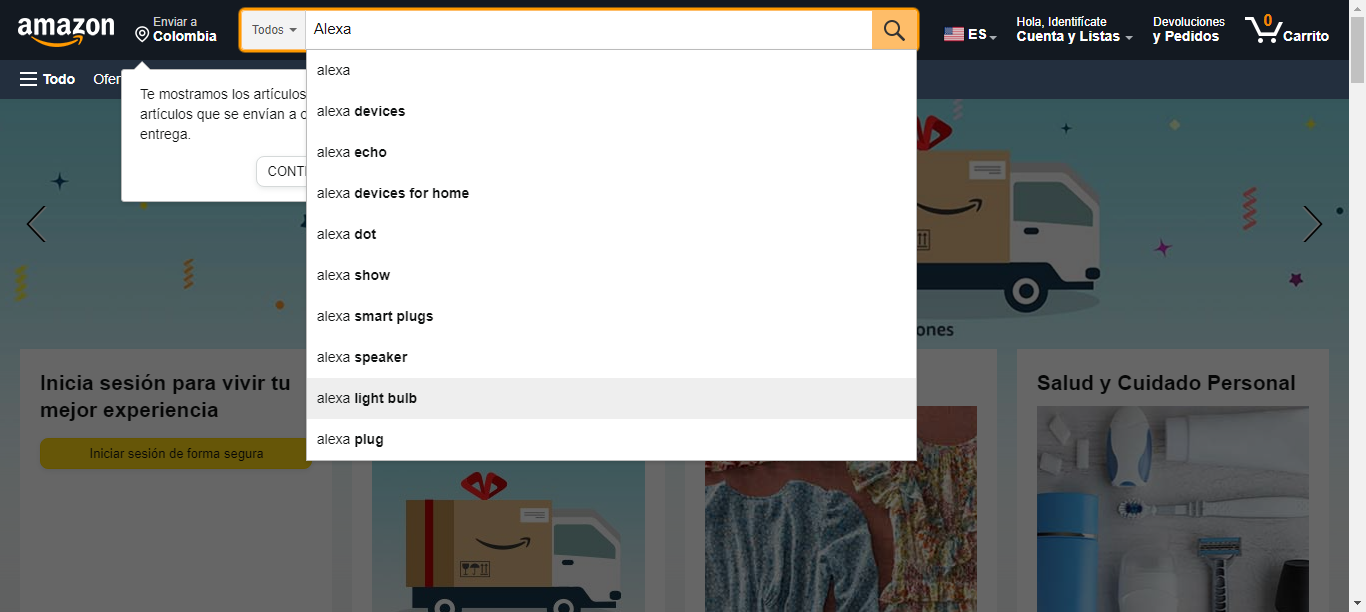 amazon
Enviar a
Colombia
Todos
Alexa
ES
Hola, Identifícate
Cuenta y Listas
Devoluciones
y Pedidos
0
Carrito
Todo
Te mostramos los artículos
artículos que se envían a
entrega.
alexa
alexa devices
alexa echo
alexa devices for home
alexa dot
alexa show
alexa smart plugs
alexa speaker
alexa light bulb
alexa plug
Inicia sesión para vivir tu
mejor experiencia
Iniciar sesión de forma segura
Salud y Cuidado Personal